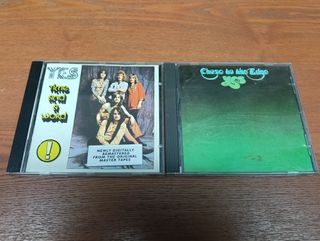 YES
Time
and
a
word
!
NEWLY DIGITALLY
REMASTERED
FROM THE ORIGINAL
MASTER TAPES
Close to the Edge
Yes